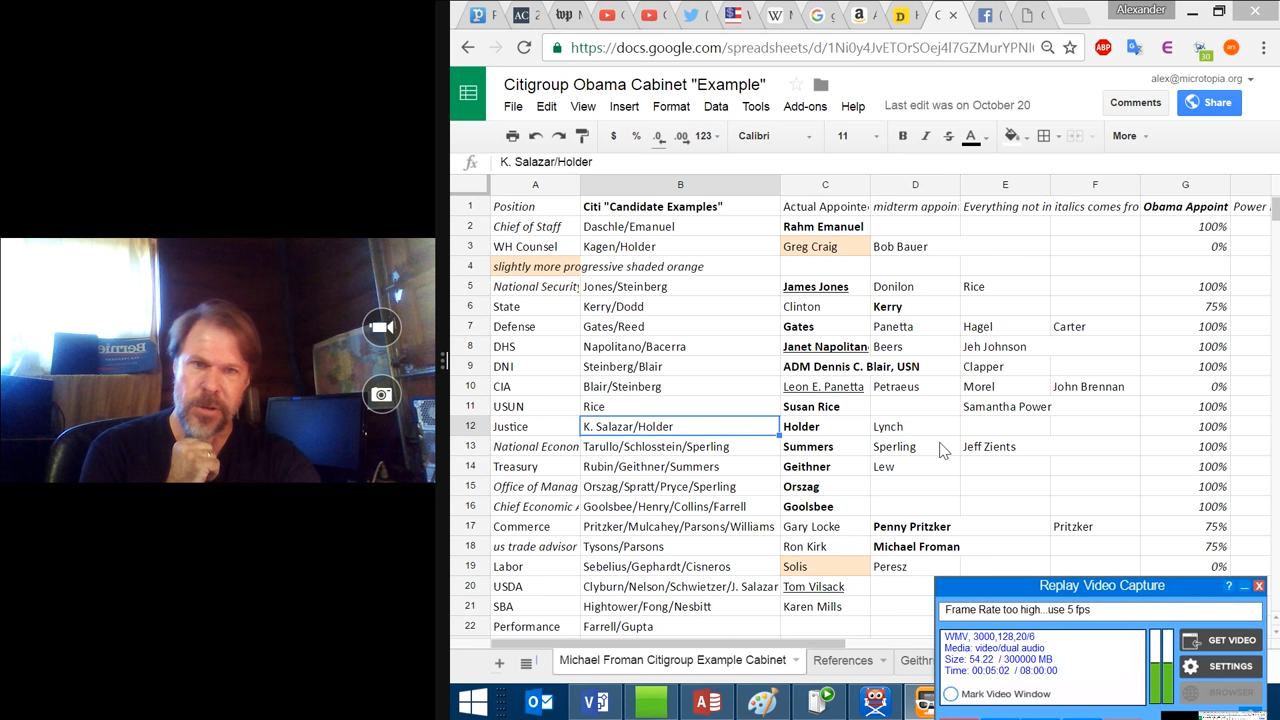 Alexander
https://docs.google.com/spreadsheets/d/1Ni0y4JvETOrSOej4l7GZMurYPNI
Citigroup Obama Cabinet "Example"
alex@microtopia.org
File Edit View Insert Format Data Tools Add-ons Help Last edit was on October 20
Comments Share
$ % .0 .00 123 Calibri 11 B I S A More
fx K. Salazar/Holder
A B C D E F G
1 Position Citi "Candidate Examples" Actual Appointe midterm appoin Everything not in italics comes fro Obama Appoint Power
2 Chief of Staff Daschle/Emanuel Rahm Emanuel 100%
3 WH Counsel Kagen/Holder Greg Craig Bob Bauer 0%
4 slightly more progressive shaded orange
5 National Security Jones/Steinberg James Jones Donilon Rice 100%
6 State Kerry/Dodd Clinton Kerry 75%
7 Defense Gates/Reed Gates Panetta Hagel Carter 100%
8 DHS Napolitano/Bacerra Janet Napolitan Beers Jeh Johnson 100%
9 DNI Steinberg/Blair ADM Dennis C. Blair, USN Clapper 100%
10 CIA Blair/Steinberg Leon E. Panetta Petraeus Morel John Brennan 0%
11 USUN Rice Susan Rice Samantha Power 100%
12 Justice K. Salazar/Holder Holder Lynch 100%
13 National Econon Tarullo/Schlosstein/Sperling Summers Sperling Jeff Zients 100%
14 Treasury Rubin/Geithner/Summers Geithner Lew 100%
15 Office of Manag Orszag/Spratt/Pryce/Sperling Orszag 100%
16 Chief Economic A Goolsbee/Henry/Collins/Farrell Goolsbee 100%
17 Commerce Pritzker/Mulcahey/Parsons/Williams Gary Locke Penny Pritzker Pritzker 75%
18 us trade advisor Tysons/Parsons Ron Kirk Michael Froman 75%
19 Labor Sebelius/Gephardt/Cisneros Solis Peresz 0%
20 USDA Clyburn/Nelson/Schwietzer/J. Salazar Tom Vilsack
21 SBA Hightower/Fong/Nesbitt Karen Mills
22 Performance Farrell/Gupta
Michael Froman Citigroup Example Cabinet References Geithn
Replay Video Capture
Frame Rate too high...use 5 fps
WMV, 3000,128,20/6
Media: video/dual audio
Size: 54.22 / 300000 MB
Time: 00:05:02 / 08:00:00
Mark Video Window
GET VIDEO
SETTINGS
BROWSER
Bernie